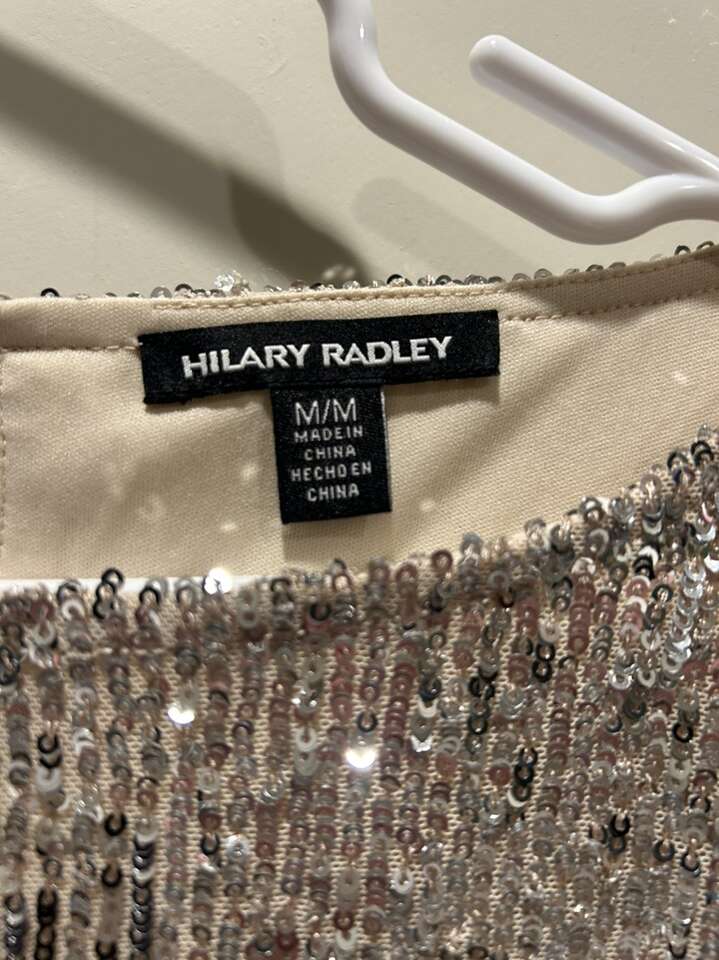 HILARY RADLEY
M/M
MADE IN
CHINA
HECHO EN
CHINA